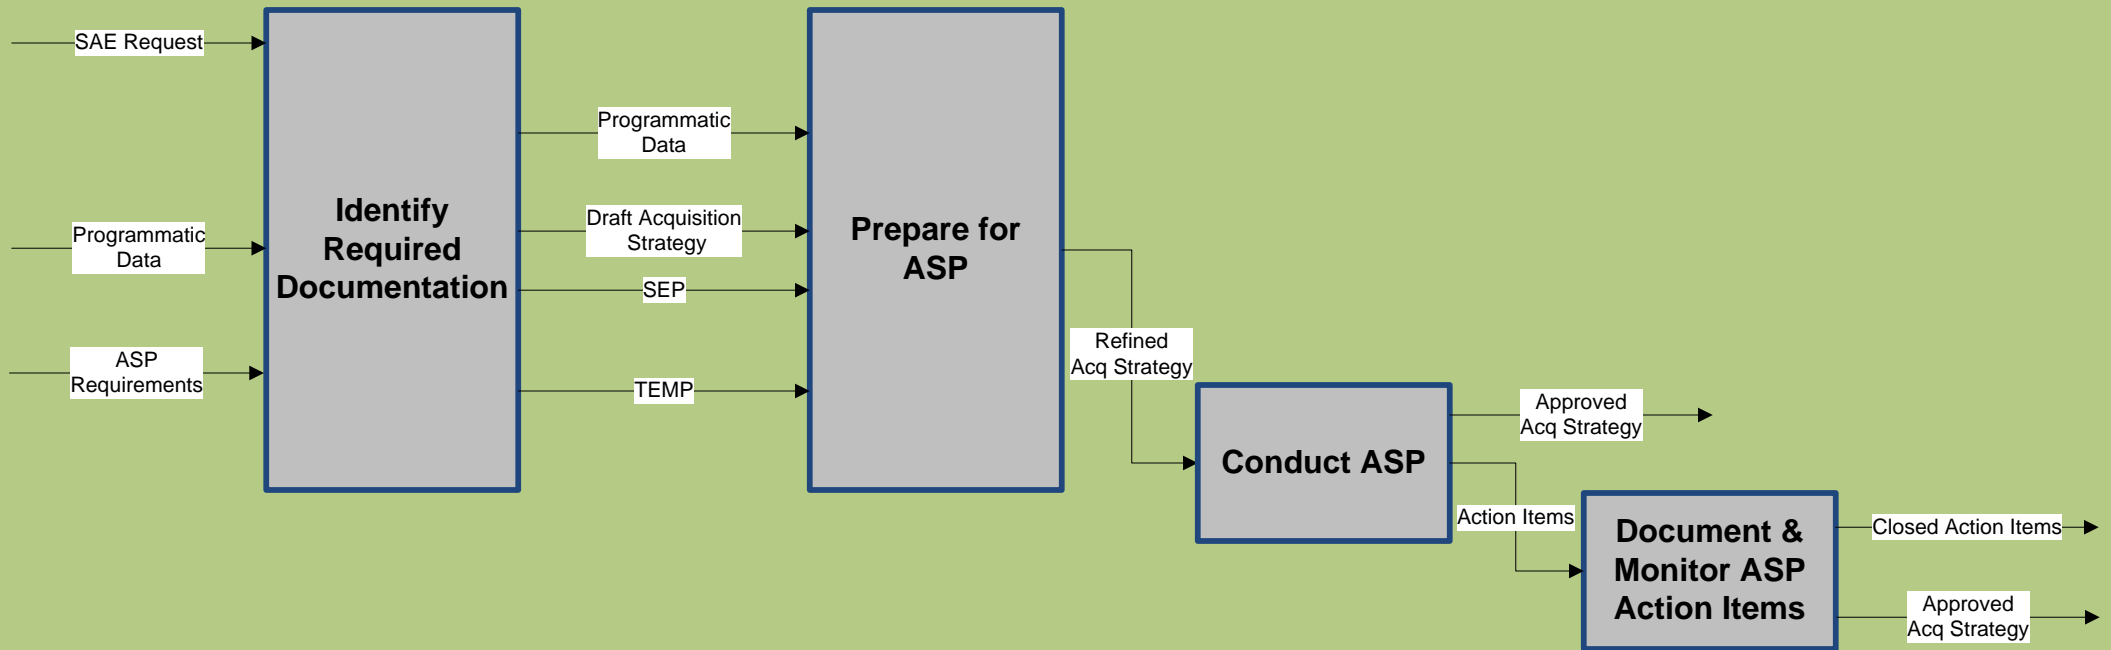 SAE Request
Programmatic
Data
ASP
Requirements
Identify
Required
Documentation
Programmatic
Data
Draft Acquisition
Strategy
SEP
TEMP
Prepare for
ASP
Refined
Acq Strategy
Conduct ASP
Approved
Acq Strategy
Action Items
Document &
Monitor ASP
Action Items
Closed Action Items
Approved
Acq Strategy